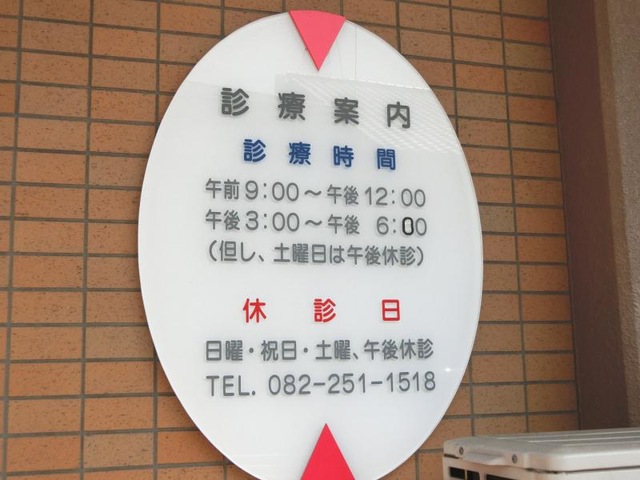 診療案内
診療時間
午前9:00～午後12:00
午後3:00～午後 6:00
(但し、土曜日は午後休診)
休診日
日曜・祝日・土曜、午後休診
TEL. 082-251-1518